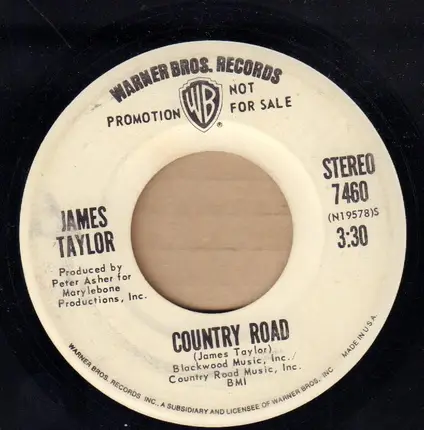 WARNER BROS. RECORDS
PROMOTION NOT
FOR SALE
WB
®
STEREO
7460
(N19578)S
3:30
JAMES
TAYLOR
Produced by
Peter Asher for
Marylebone
Productions, Inc.
COUNTRY ROAD
(James Taylor)
Blackwood Music, Inc./
Country Road Music, Inc.
BMI
WARNER BROS. RECORDS INC., A SUBSIDIARY AND LICENSEE OF WARNER BROS., INC
MADE IN U.S.A.